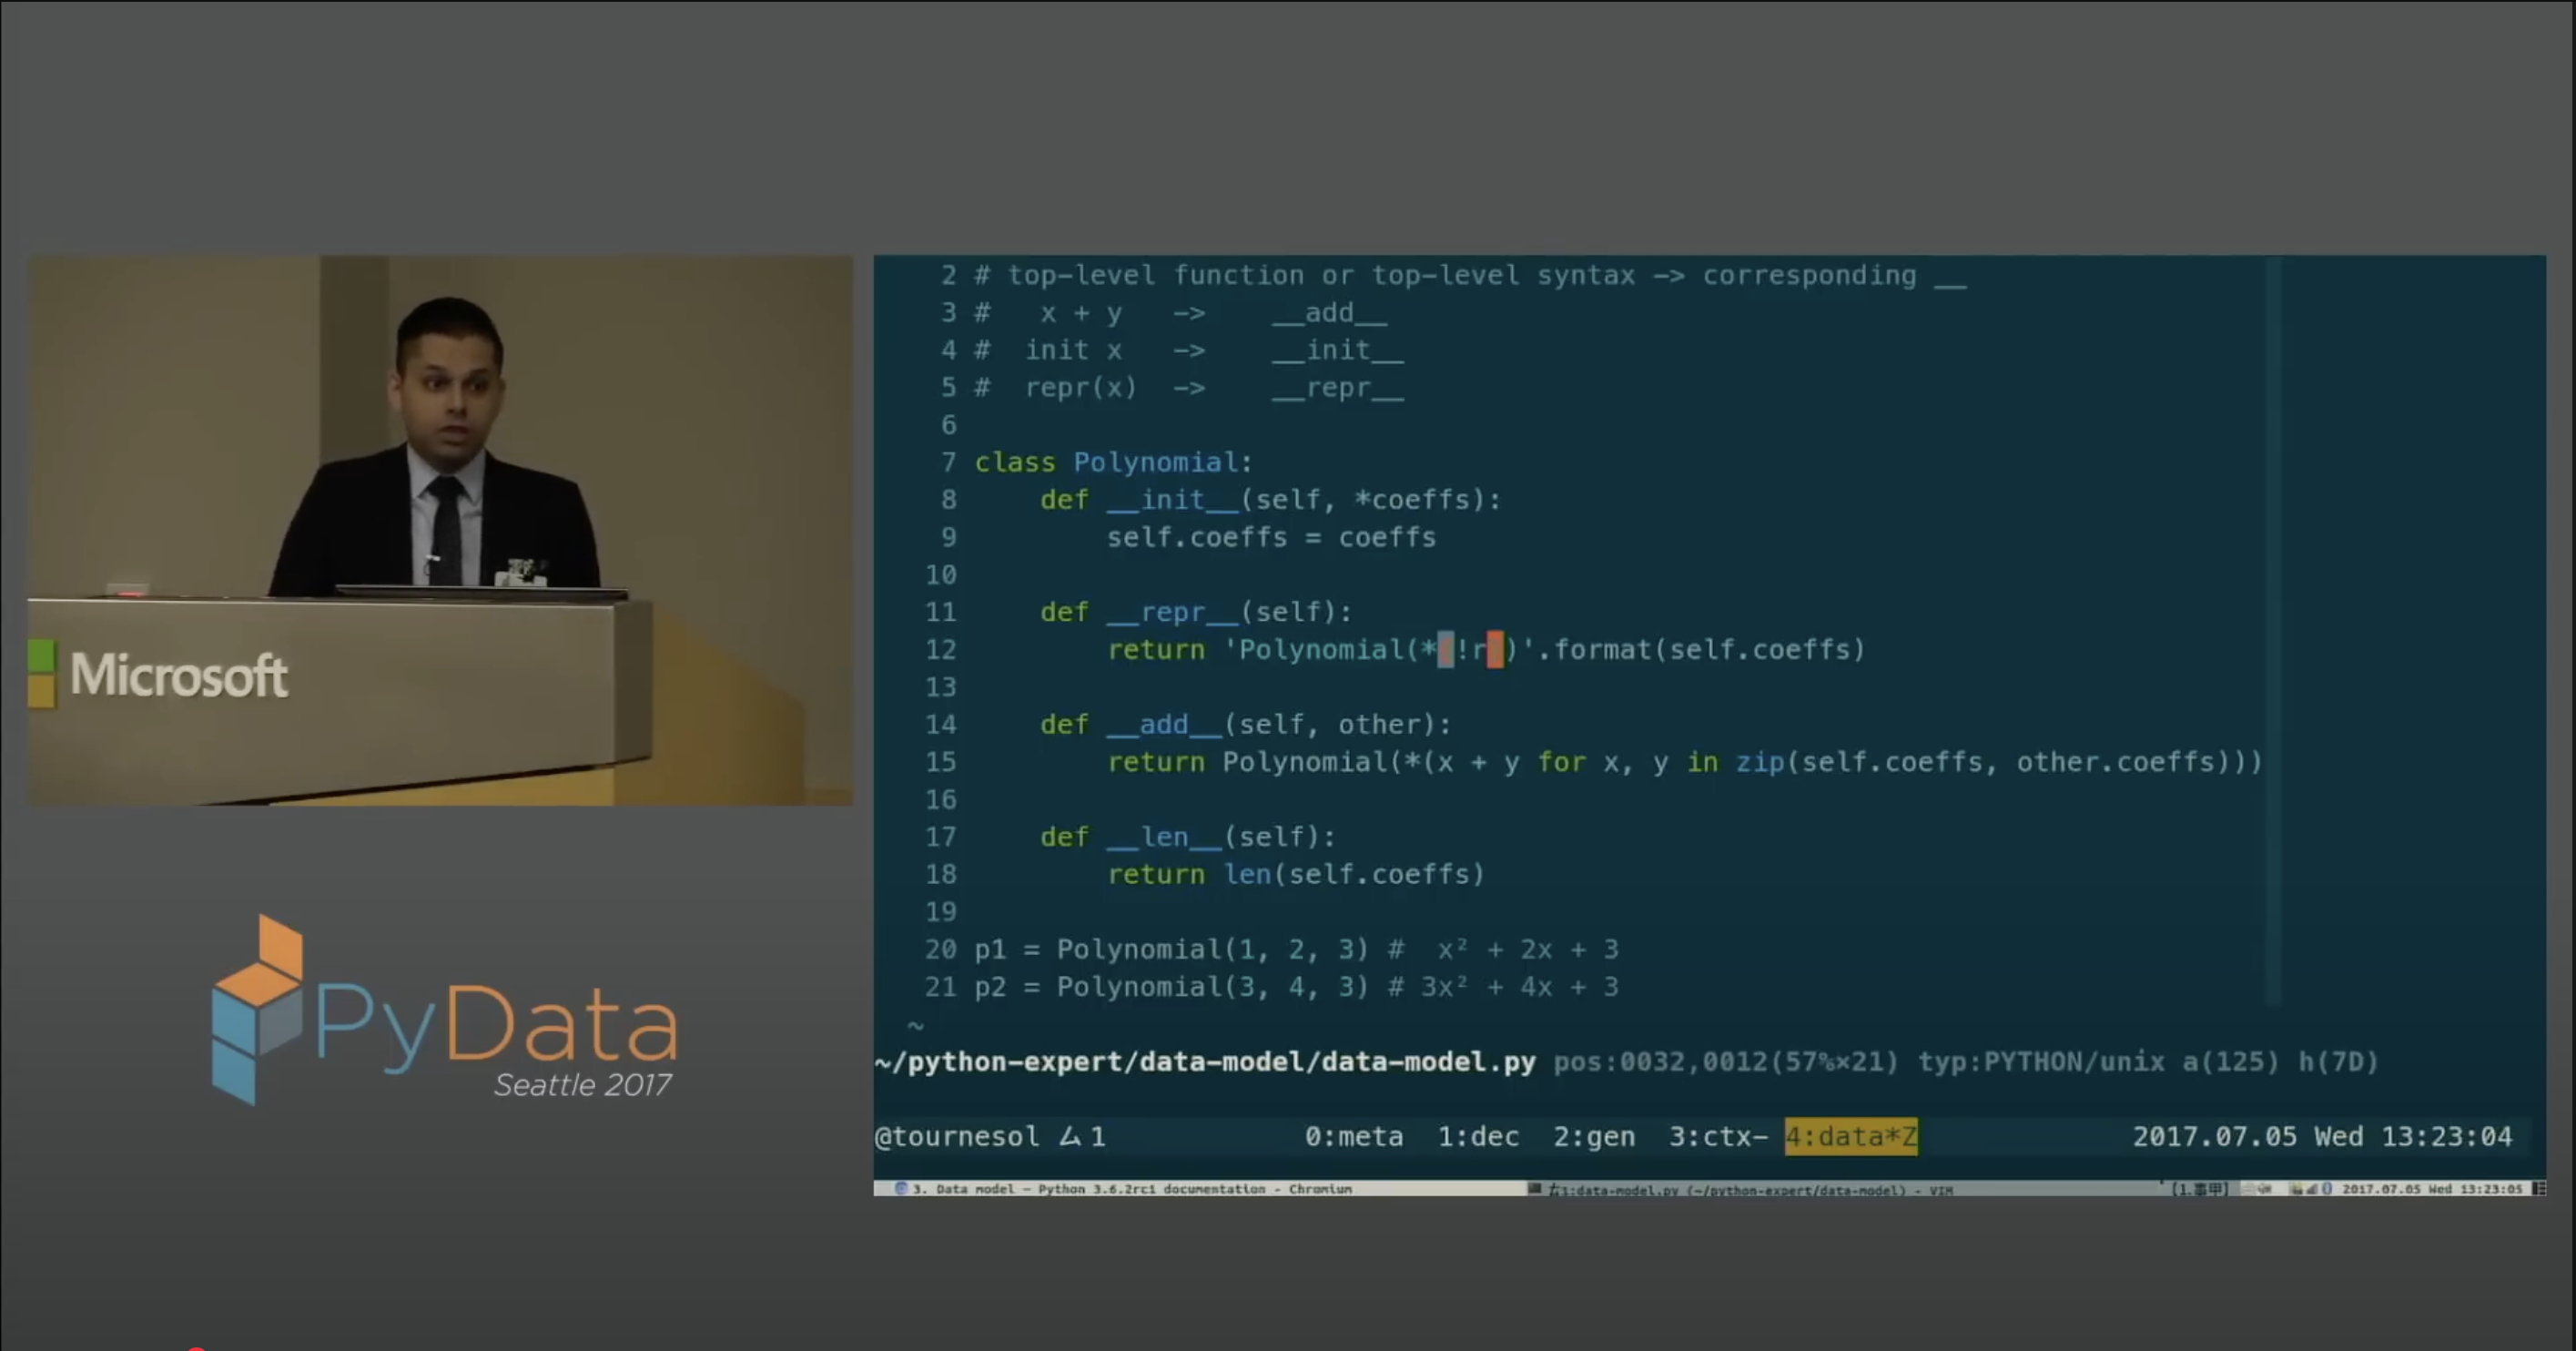 2 # top-level function or top-level syntax -> corresponding __
3 #   x + y   ->    __add__
4 #  init x   ->    __init__
5 #  repr(x)  ->    __repr__
6
7 class Polynomial:
8     def __init__(self, *coeffs):
9         self.coeffs = coeffs
10
11     def __repr__(self):
12         return 'Polynomial(*{!r})'.format(self.coeffs)
13
14     def __add__(self, other):
15         return Polynomial(*(x + y for x, y in zip(self.coeffs, other.coeffs)))
16
17     def __len__(self):
18         return len(self.coeffs)
19
20 p1 = Polynomial(1, 2, 3) #  x² + 2x + 3
21 p2 = Polynomial(3, 4, 3) # 3x² + 4x + 3
~
~/python-expert/data-model/data-model.py pos:0032,0012(57%×21) typ:PYTHON/unix a(125) h(7D)
@tournesol ㄙ1 0:meta 1:dec 2:gen 3:ctx- 4:data*Z 2017.07.05 Wed 13:23:04
3. Data model — Python 3.6.2rc1 documentation - Chromium
1:data-model.py (~/python-expert/data-model) - VIM
2017.07.05 Wed 13:23:05
Microsoft
PyData
Seattle 2017